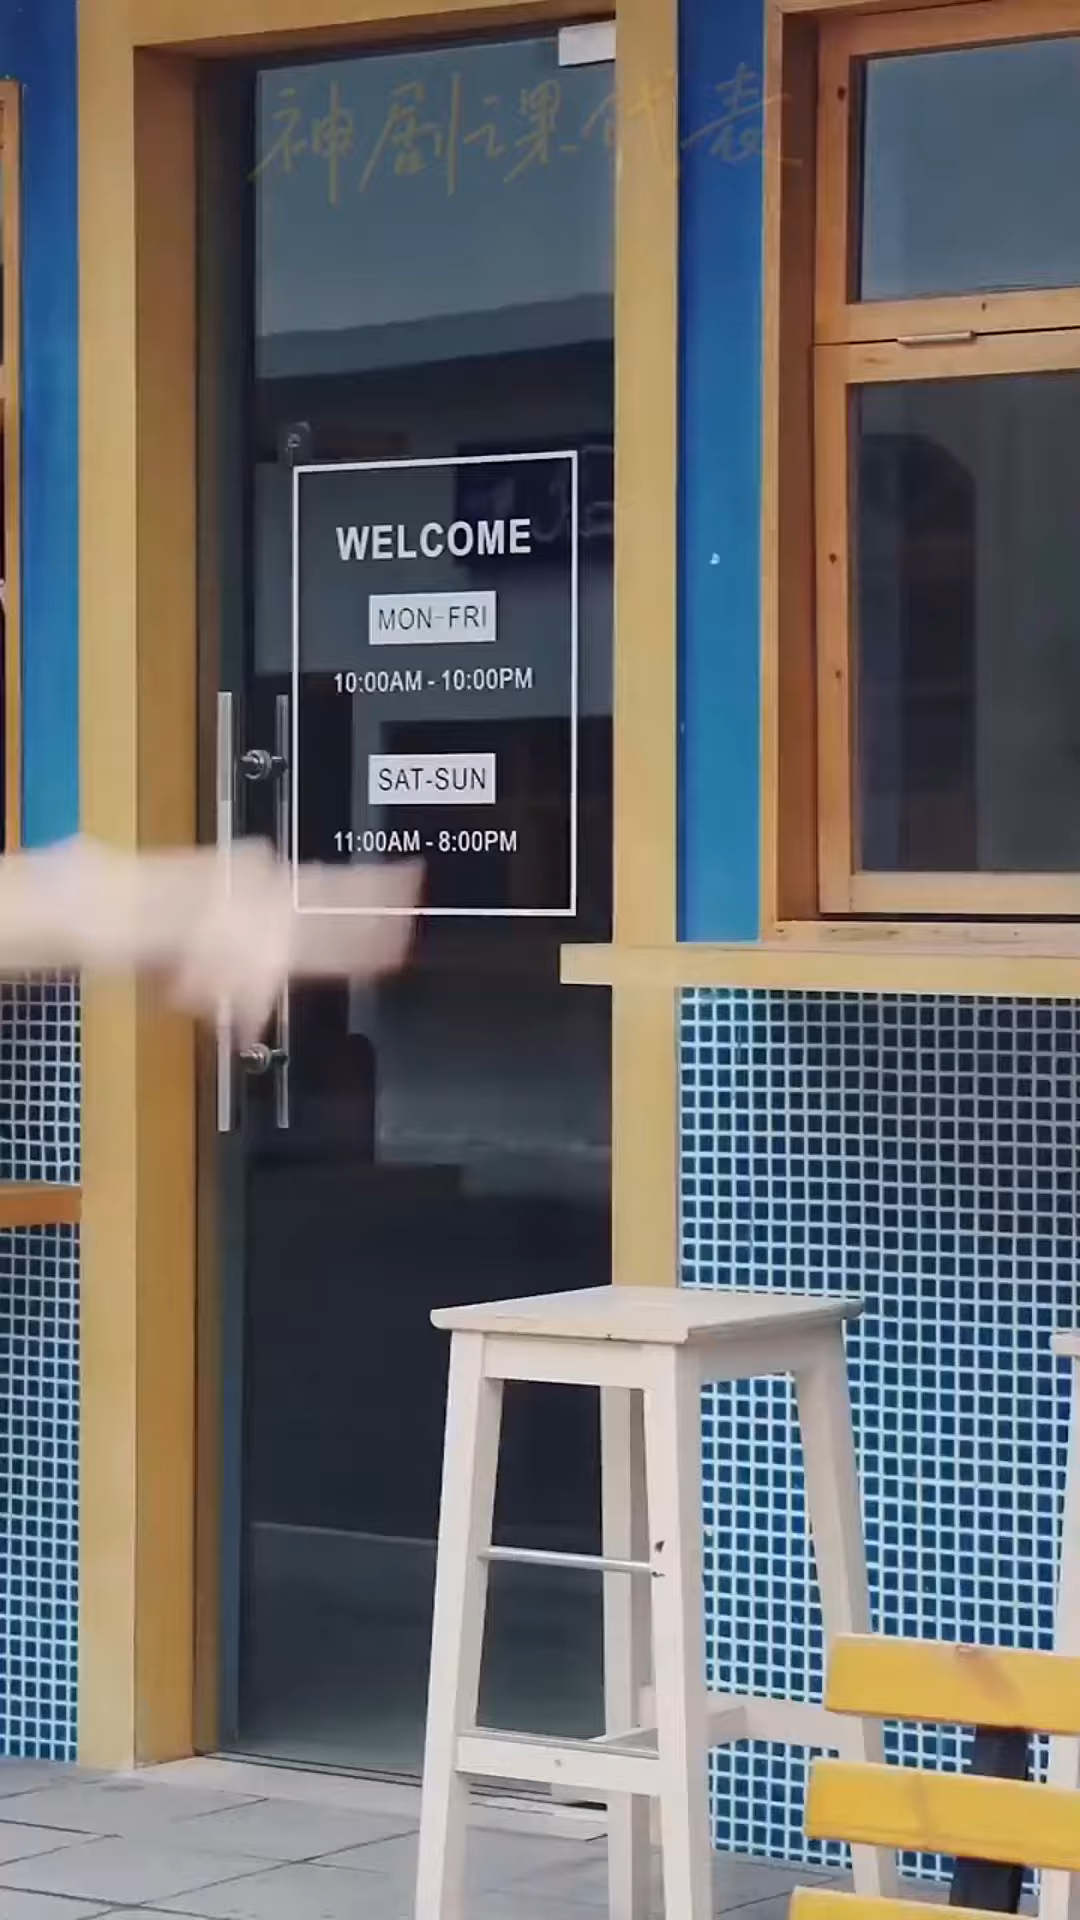 神剧课代表
WELCOME
MON-FRI
10:00AM - 10:00PM
SAT-SUN
11:00AM - 8:00PM